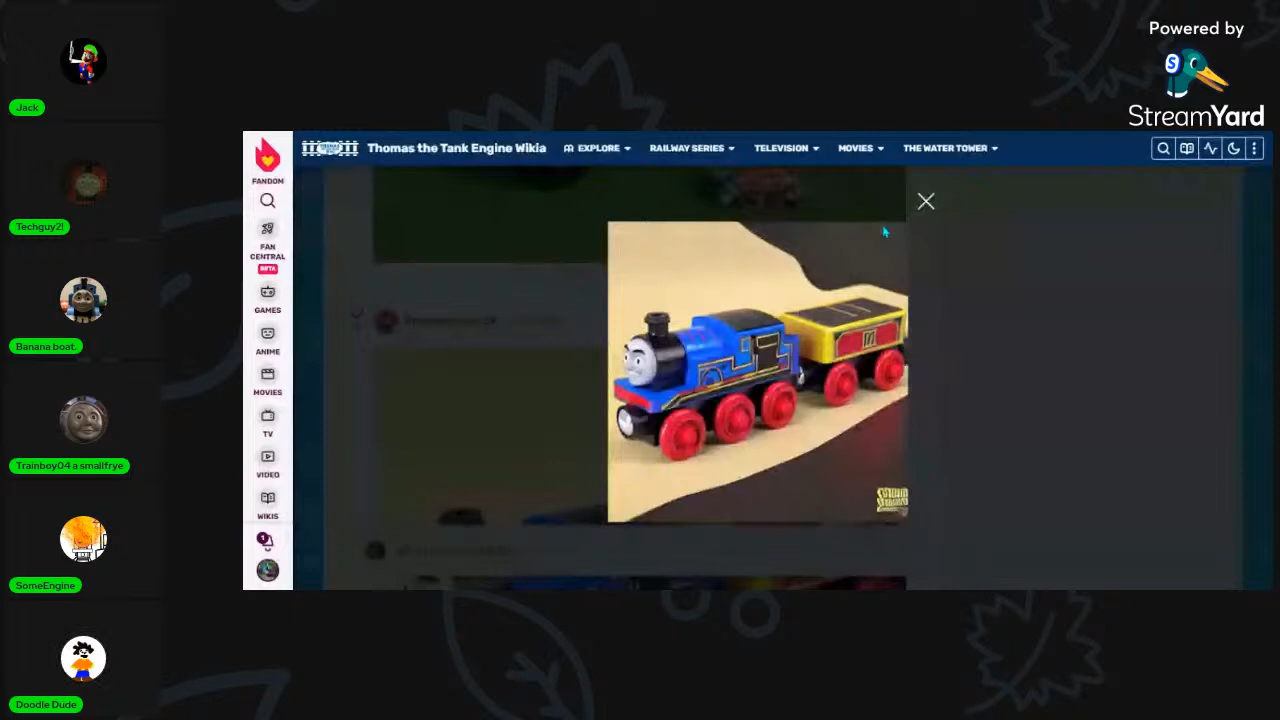 Powered by
StreamYard
Jack
Techguy2!
Banana boat.
Trainboy04 a smallfrye
SomeEngine
Doodle Dude
FANDOM
FAN
CENTRAL
BETA
GAMES
ANIME
MOVIES
TV
VIDEO
WIKIS
1
Thomas the Tank Engine Wikia
EXPLORE
RAILWAY SERIES
TELEVISION
MOVIES
THE WATER TOWER